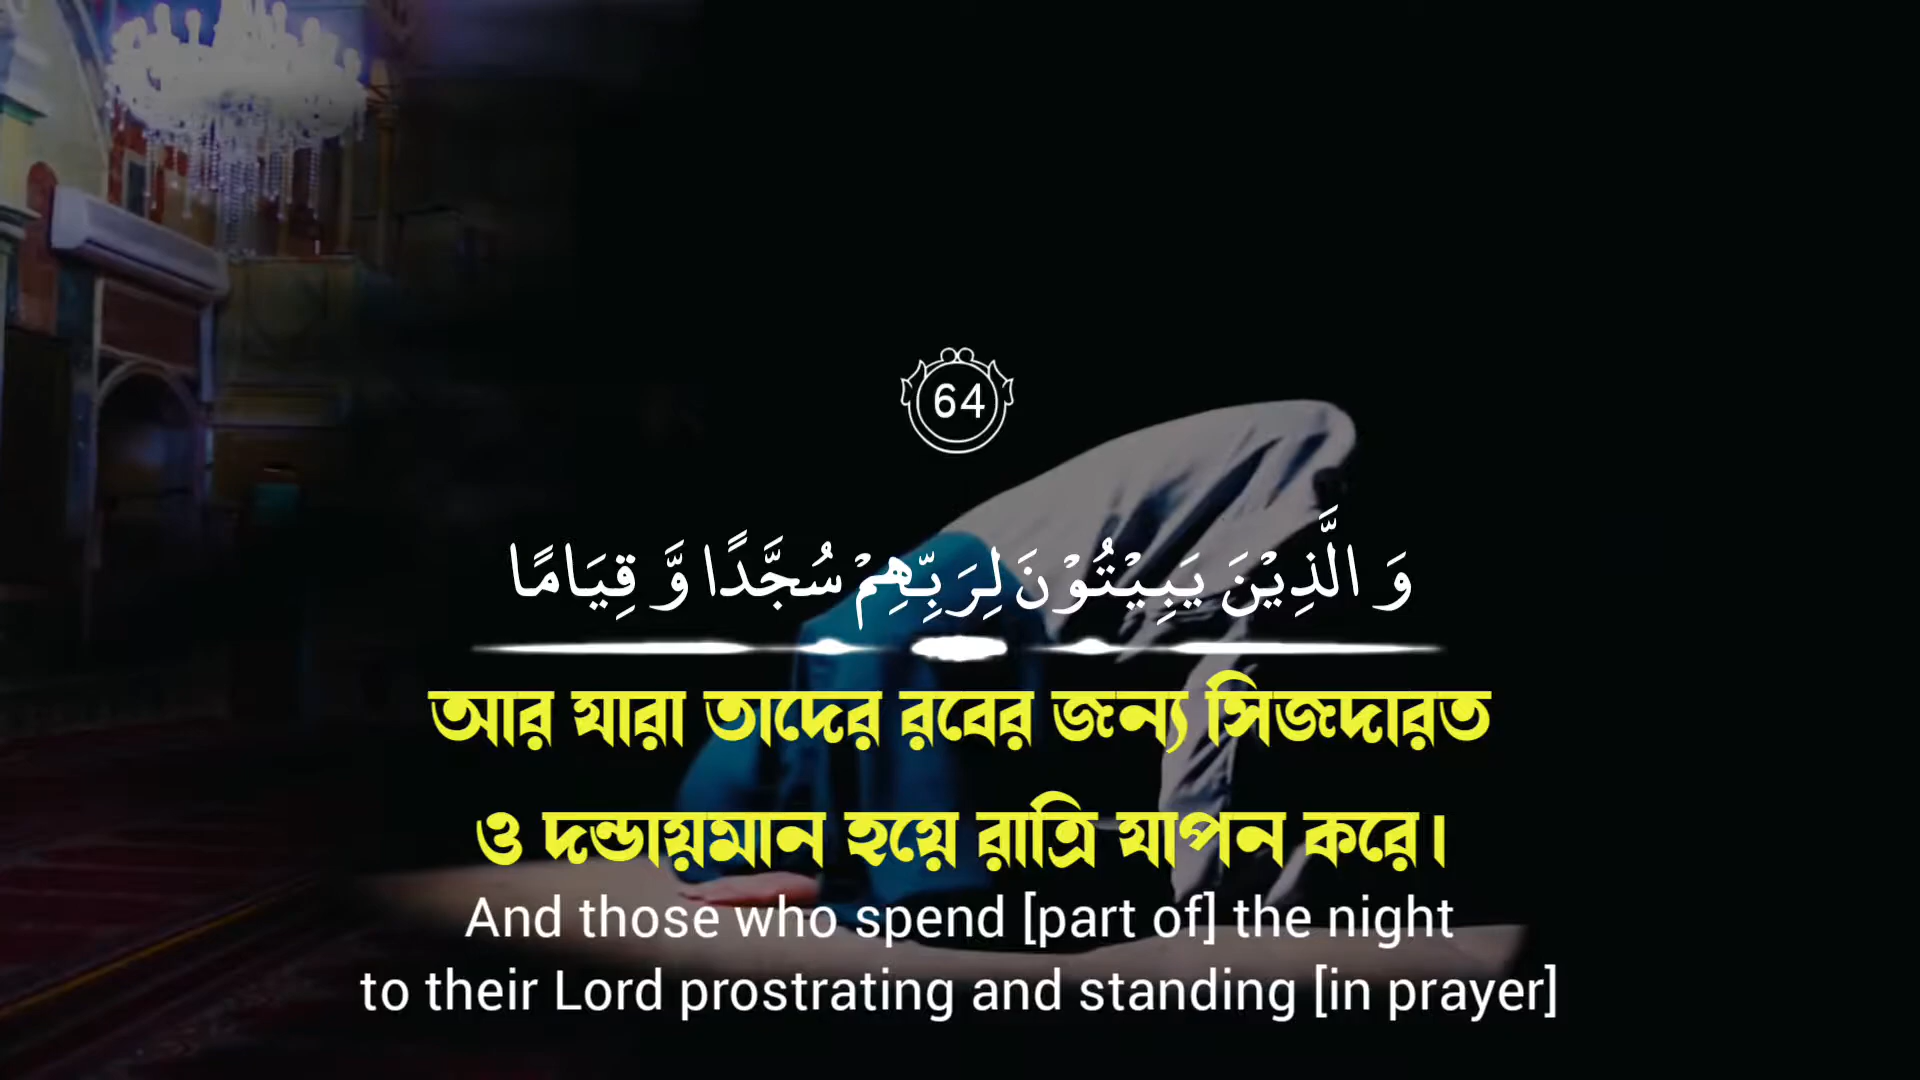 64
وَ الَّذِيْنَ يَبِيْتُوْنَ لِرَبِّهِمْ سُجَّدًا وَّ قِيَامًا
আর যারা তাদের রবের জন্য সিজদারত
ও দন্ডায়মান হয়ে রাত্রি যাপন করে।
And those who spend [part of] the night
to their Lord prostrating and standing [in prayer]